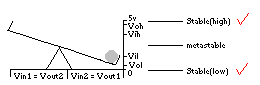 5v
Voh
Vih
Vil
Vol
0
Stable(high)
metastable
Stable(low)
Vin1 = Vout2
Vin2 = Vout1